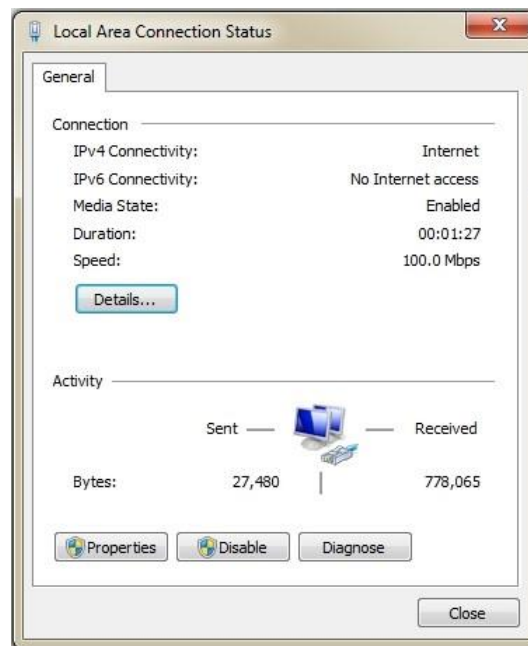 Local Area Connection Status
General
Connection
IPv4 Connectivity: Internet
IPv6 Connectivity: No Internet access
Media State: Enabled
Duration: 00:01:27
Speed: 100.0 Mbps
Details...
Activity
Sent Received
Bytes: 27,480 778,065
Properties Disable Diagnose
Close